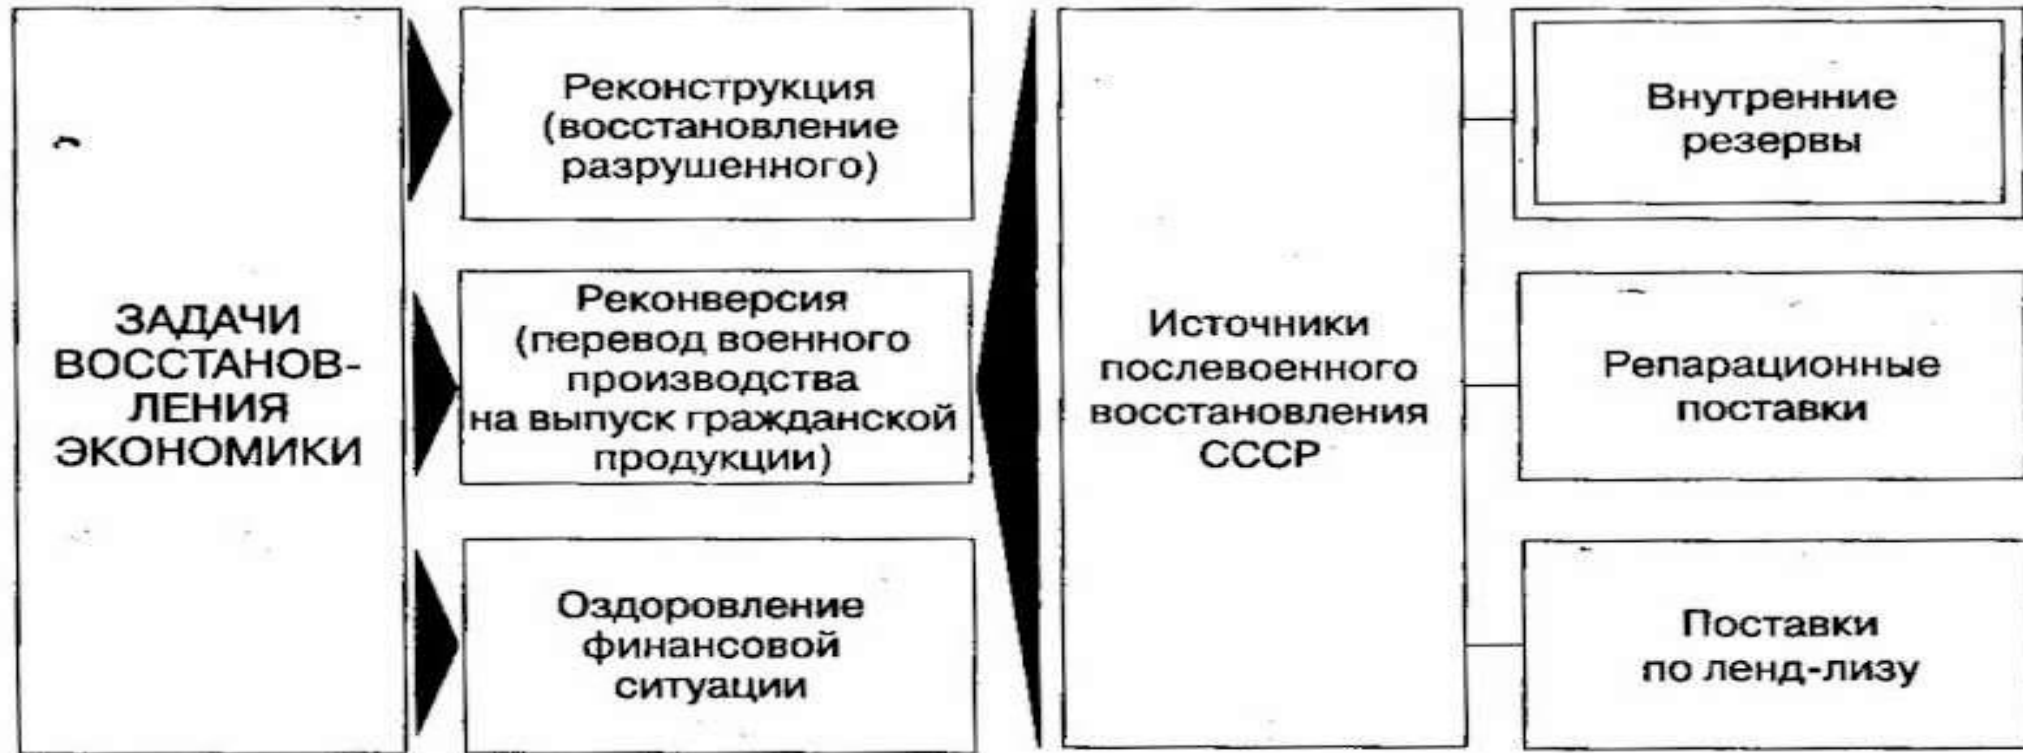 ЗАДАЧИ
ВОССТАНОВ-
ЛЕНИЯ
ЭКОНОМИКИ
Реконструкция
(восстановление
разрушенного)
Реконверсия
(перевод военного
производства
на выпуск гражданской
продукции)
Оздоровление
финансовой
ситуации
Источники
послевоенного
восстановления
СССР
Внутренние
резервы
Репарационные
поставки
Поставки
по ленд-лизу